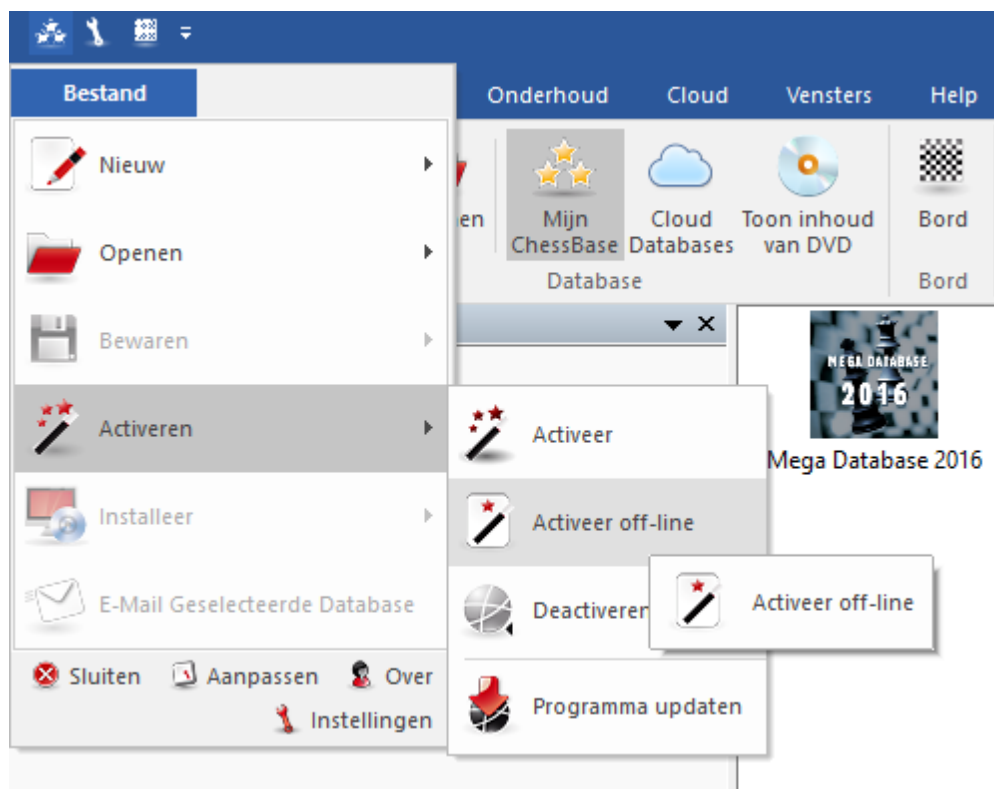 Bestand
Onderhoud
Cloud
Vensters
Help
Nieuw
Openen
Bewaren
Activeren
Installeer
E-Mail Geselecteerde Database
Sluiten
Aanpassen
Over
Instellingen
en
Mijn
ChessBase
Cloud
Databases
Toon inhoud
van DVD
Bord
Database
Bord
Activeer
Activeer off-line
Deactiveren
Programma updaten
Activeer off-line
MEGA DATABASE
2016
Mega Database 2016